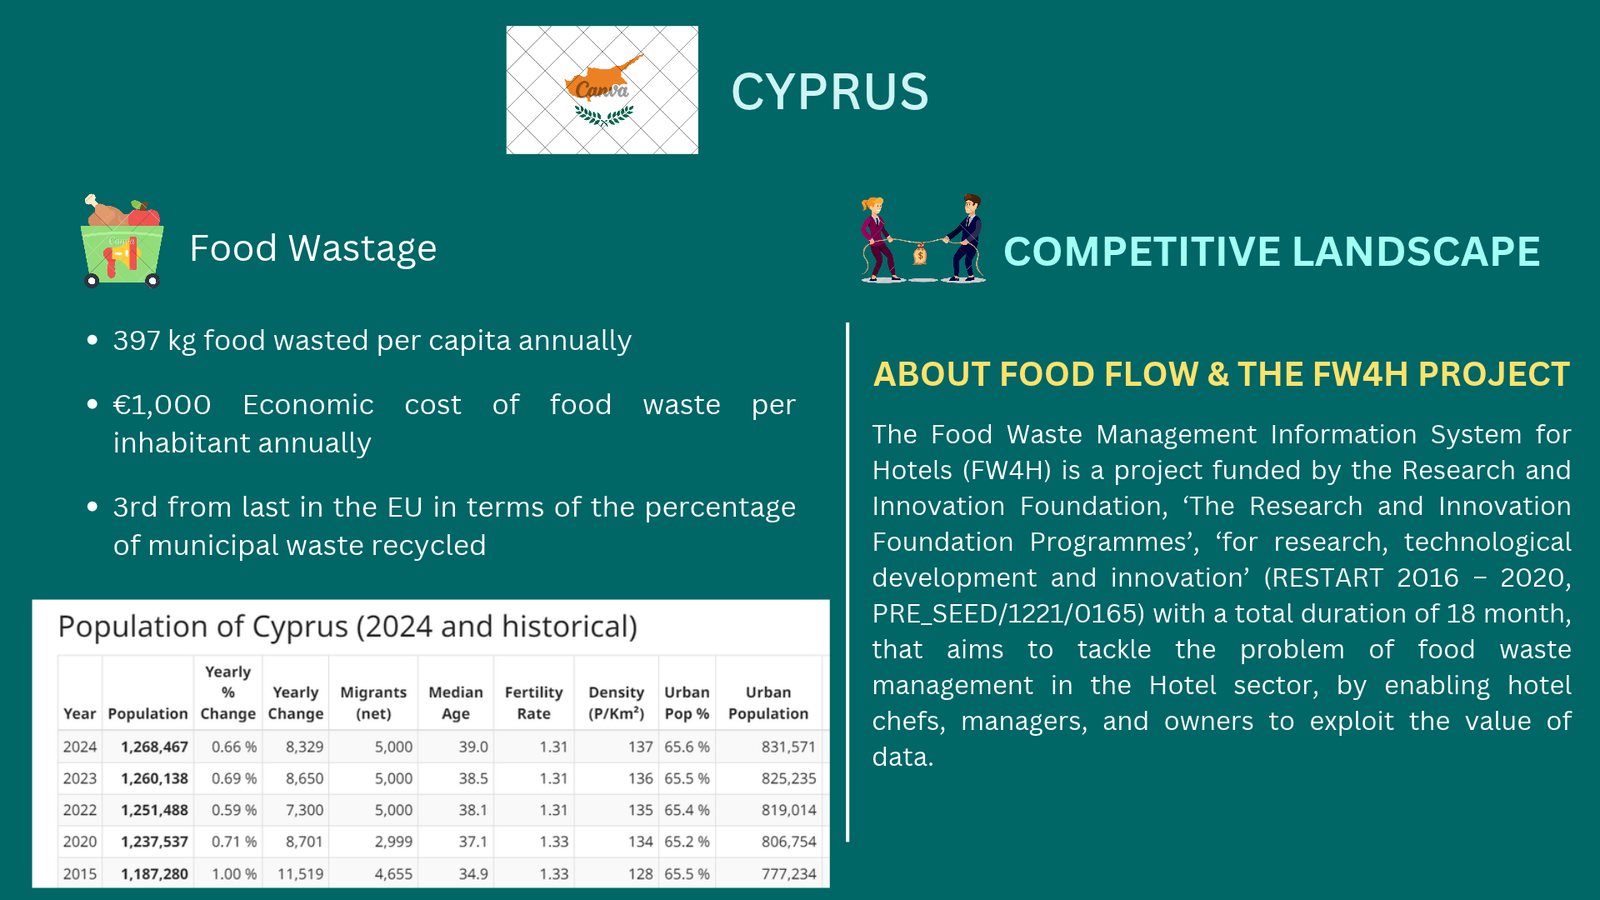 Canva
CYPRUS
Canva
Food Wastage
• 397 kg food wasted per capita annually
• €1,000 Economic cost of food waste per
inhabitant annually
• 3rd from last in the EU in terms of the percentage
of municipal waste recycled
Population of Cyprus (2024 and historical)
Year Population Yearly % Change Yearly Change Migrants (net) Median Age Fertility Rate Density (P/Km²) Urban Pop % Urban Population
2024 1,268,467 0.66 % 8,329 5,000 39.0 1.31 137 65.6 % 831,571
2023 1,260,138 0.69 % 8,650 5,000 38.5 1.31 136 65.5 % 825,235
2022 1,251,488 0.59 % 7,300 5,000 38.1 1.31 135 65.4 % 819,014
2020 1,237,537 0.71 % 8,701 2,999 37.1 1.33 134 65.2 % 806,754
2015 1,187,280 1.00 % 11,519 4,655 34.9 1.33 128 65.5 % 777,234
$
COMPETITIVE LANDSCAPE
ABOUT FOOD FLOW & THE FW4H PROJECT
The Food Waste Management Information System for
Hotels (FW4H) is a project funded by the Research and
Innovation Foundation, ‘The Research and Innovation
Foundation Programmes’, ‘for research, technological
development and innovation’ (RESTART 2016 – 2020,
PRE_SEED/1221/0165) with a total duration of 18 month,
that aims to tackle the problem of food waste
management in the Hotel sector, by enabling hotel
chefs, managers, and owners to exploit the value of
data.